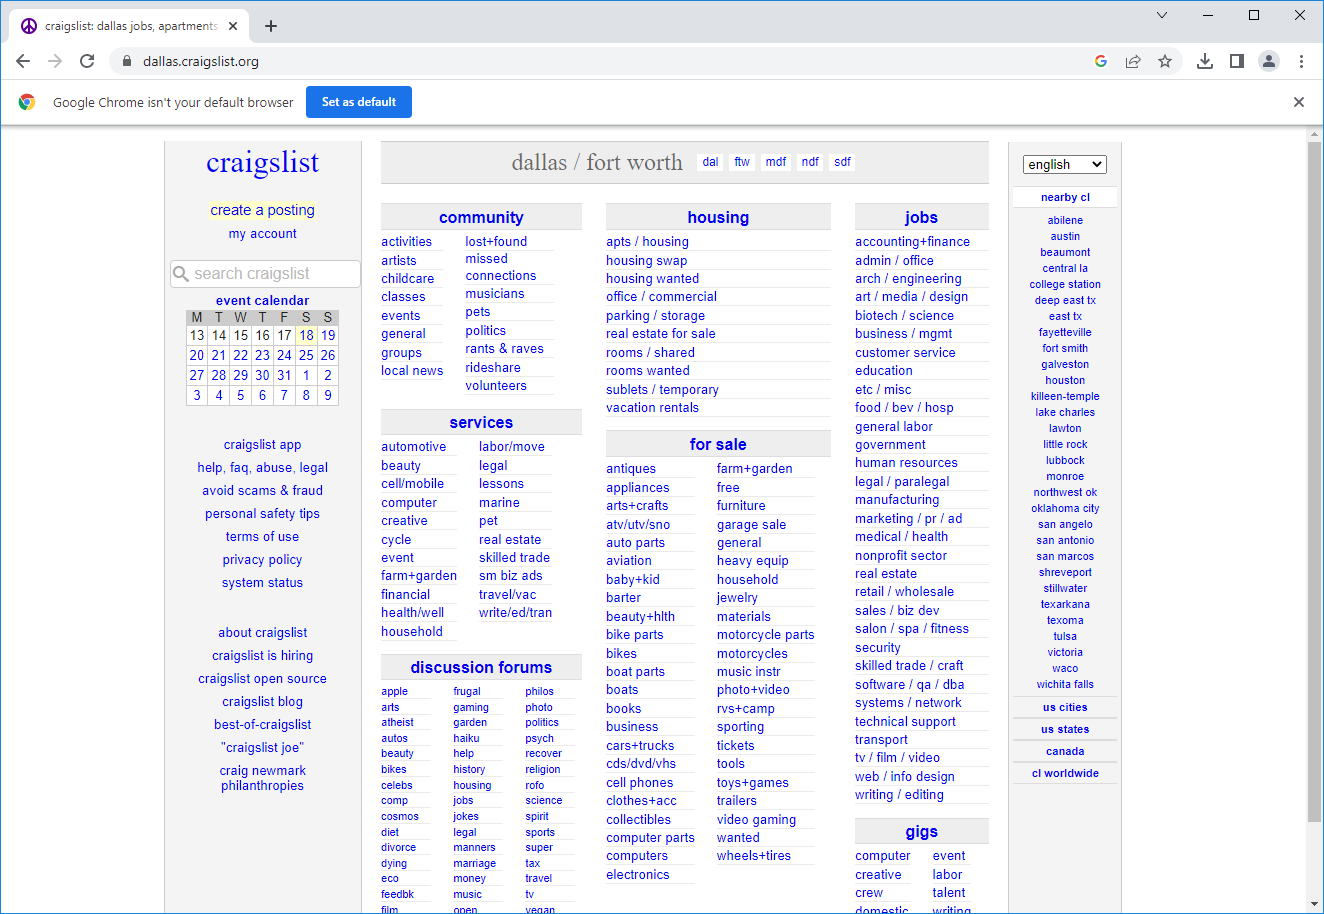 craigslist: dallas jobs, apartments
dallas.craigslist.org
Google Chrome isn't your default browser
Set as default
craigslist
create a posting
my account
search craigslist
event calendar
M T W T F S S
13 14 15 16 17 18 19
20 21 22 23 24 25 26
27 28 29 30 31 1 2
3 4 5 6 7 8 9
craigslist app
help, faq, abuse, legal
avoid scams & fraud
personal safety tips
terms of use
privacy policy
system status
about craigslist
craigslist is hiring
craigslist open source
craigslist blog
best-of-craigslist
"craigslist joe"
craig newmark
philanthropies
dallas / fort worth dal ftw mdf ndf sdf
community
activities
artists
childcare
classes
events
general
groups
local news
lost+found
missed
connections
musicians
pets
politics
rants & raves
rideshare
volunteers
services
automotive
beauty
cell/mobile
computer
creative
cycle
event
farm+garden
financial
health/well
household
labor/move
legal
lessons
marine
pet
real estate
skilled trade
sm biz ads
travel/vac
write/ed/tran
discussion forums
apple
arts
atheist
autos
beauty
bikes
celebs
comp
cosmos
diet
divorce
dying
eco
feedbk
film
frugal
gaming
garden
haiku
help
history
housing
jobs
jokes
legal
manners
marriage
money
music
open
philos
photo
politics
psych
recover
religion
rofo
science
spirit
sports
super
tax
travel
tv
vegan
housing
apts / housing
housing swap
housing wanted
office / commercial
parking / storage
real estate for sale
rooms / shared
rooms wanted
sublets / temporary
vacation rentals
for sale
antiques
appliances
arts+crafts
atv/utv/sno
auto parts
aviation
baby+kid
barter
beauty+hlth
bike parts
bikes
boat parts
boats
books
business
cars+trucks
cds/dvd/vhs
cell phones
clothes+acc
collectibles
computer parts
computers
electronics
farm+garden
free
furniture
garage sale
general
heavy equip
household
jewelry
materials
motorcycle parts
motorcycles
music instr
photo+video
rvs+camp
sporting
tickets
tools
toys+games
trailers
video gaming
wanted
wheels+tires
jobs
accounting+finance
admin / office
arch / engineering
art / media / design
biotech / science
business / mgmt
customer service
education
etc / misc
food / bev / hosp
general labor
government
human resources
legal / paralegal
manufacturing
marketing / pr / ad
medical / health
nonprofit sector
real estate
retail / wholesale
sales / biz dev
salon / spa / fitness
security
skilled trade / craft
software / qa / dba
systems / network
technical support
transport
tv / film / video
web / info design
writing / editing
gigs
computer
creative
crew
domestic
event
labor
talent
writing
english
nearby cl
abilene
austin
beaumont
central la
college station
deep east tx
east tx
fayetteville
fort smith
galveston
houston
killeen-temple
lake charles
lawton
little rock
lubbock
monroe
northwest ok
oklahoma city
san angelo
san antonio
san marcos
shreveport
stillwater
texarkana
texoma
tulsa
victoria
waco
wichita falls
us cities
us states
canada
cl worldwide